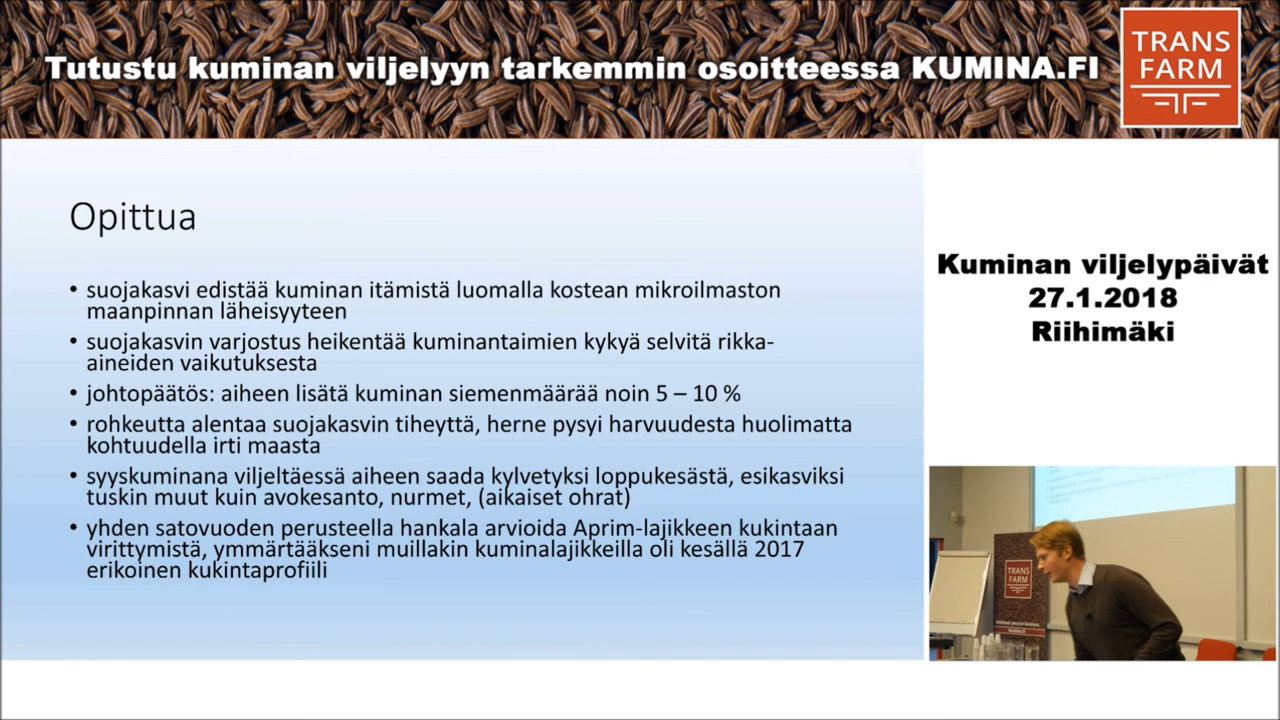 Tutustu kuminan viljelyyn tarkemmin osoitteessa KUMINA.FI
TRANS
FARM
Opittua
• suojakasvi edistää kuminan itämistä luomalla kostean mikroilmaston
maanpinnan läheisyyteen
• suojakasvin varjostus heikentää kuminantaimien kykyä selvitä rikka-
aineiden vaikutuksesta
• johtopäätös: aiheen lisätä kuminan siemenmäärää noin 5 – 10 %
• rohkeutta alentaa suojakasvin tiheyttä, herne pysyi harvuudesta huolimatta
kohtuudella irti maasta
• syyskuminana viljeltäessä aiheen saada kylvetyksi loppukesästä, esikasviksi
tuskin muut kuin avokesanto, nurmet, (aikaiset ohrat)
• yhden satovuoden perusteella hankala arvioida Aprim-lajikkeen kukintaan
virittymistä, ymmärtääkseni muillakin kuminalajikkeilla oli kesällä 2017
erikoinen kukintaprofiili
Kuminan viljelypäivät
27.1.2018
Riihimäki
TRANS
FARM